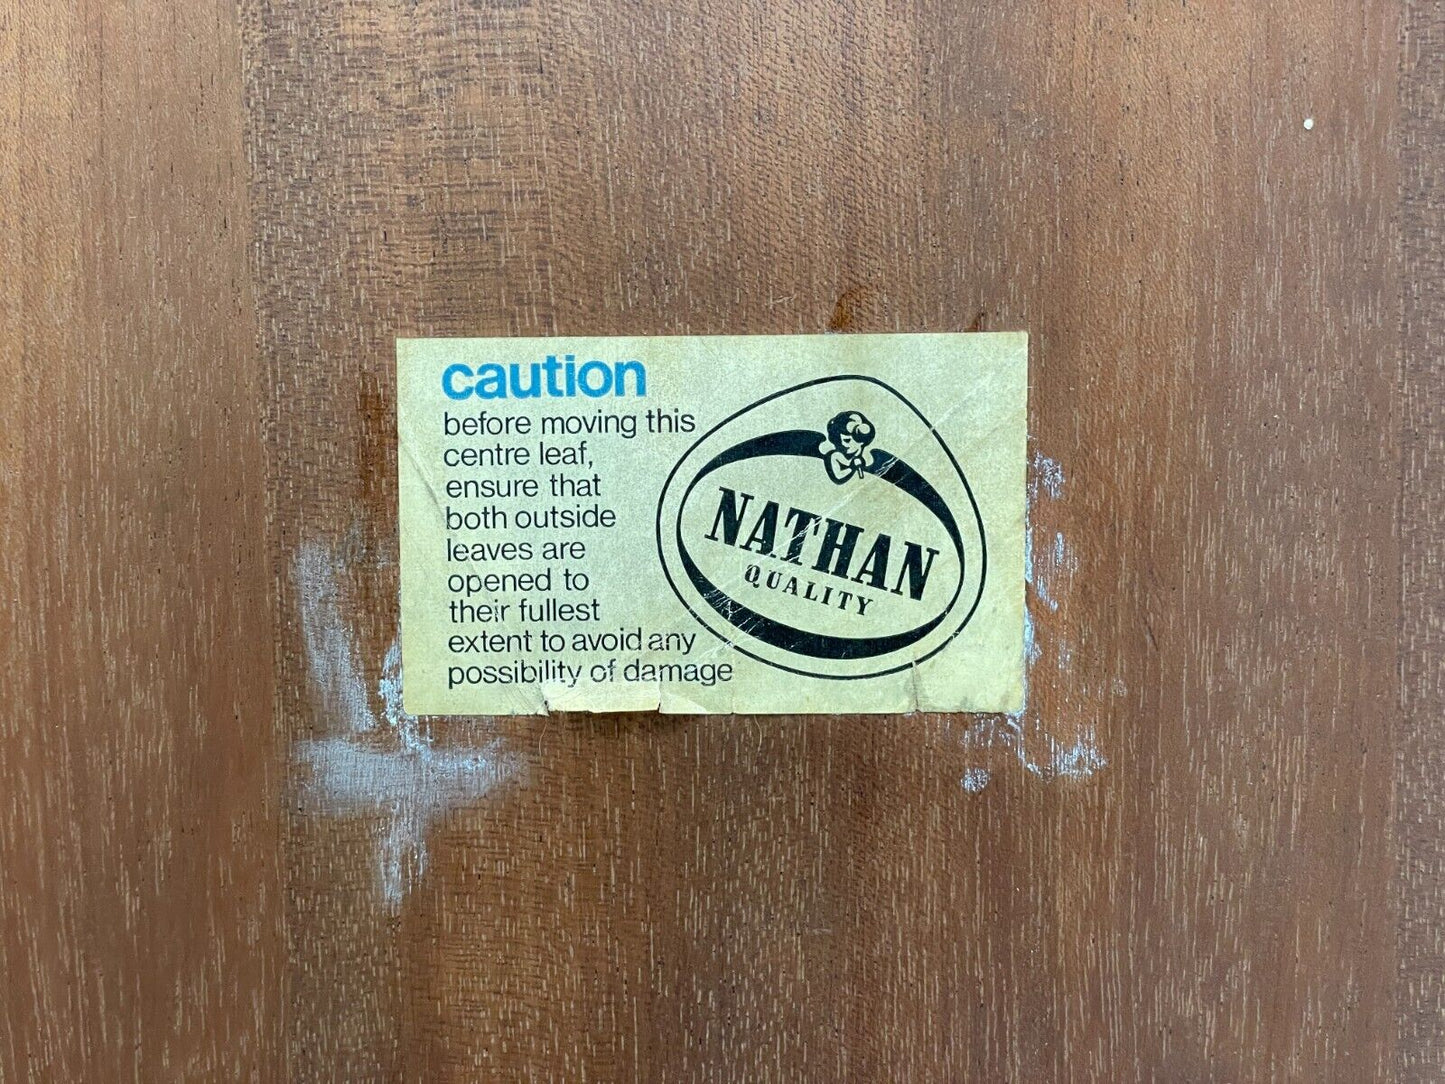 caution
before moving this
centre leaf,
ensure that
both outside
leaves are
opened to
their fullest
extent to avoid any
possibility of damage
NATHAN
QUALITY